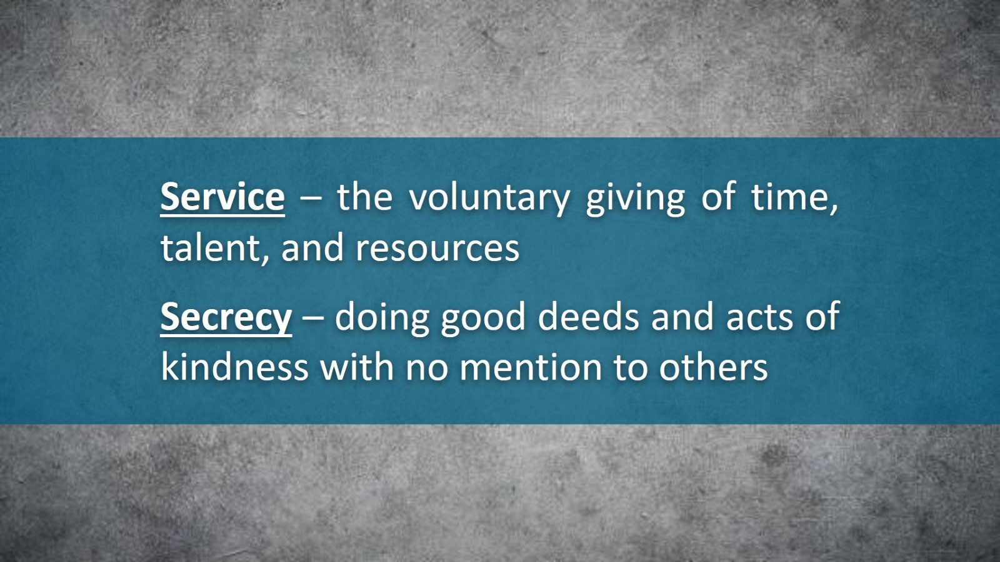 Service – the voluntary giving of time,
talent, and resources
Secrecy – doing good deeds and acts of
kindness with no mention to others